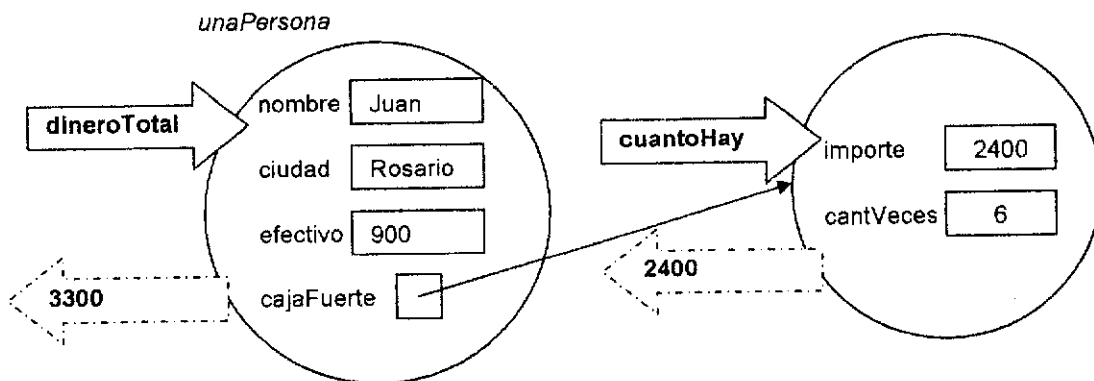 unaPersona
dineroTotal
nombre Juan
ciudad Rosario
efectivo 900
cajaFuerte
3300
cuantoHay
importe 2400
cantVeces 6
2400